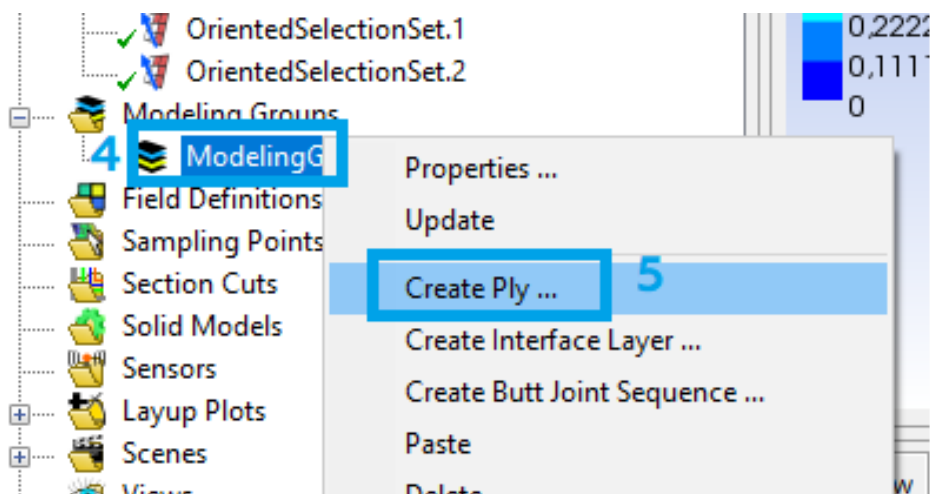 OrientedSelectionSet.1
OrientedSelectionSet.2
Modeling Groups
4 ModelingG
Field Definitions
Sampling Points
Section Cuts
Solid Models
Sensors
Layup Plots
Scenes
Views
Properties ...
Update
Create Ply ... 5
Create Interface Layer ...
Create Butt Joint Sequence ...
Paste
Delete
0,2222
0,1111
0
w